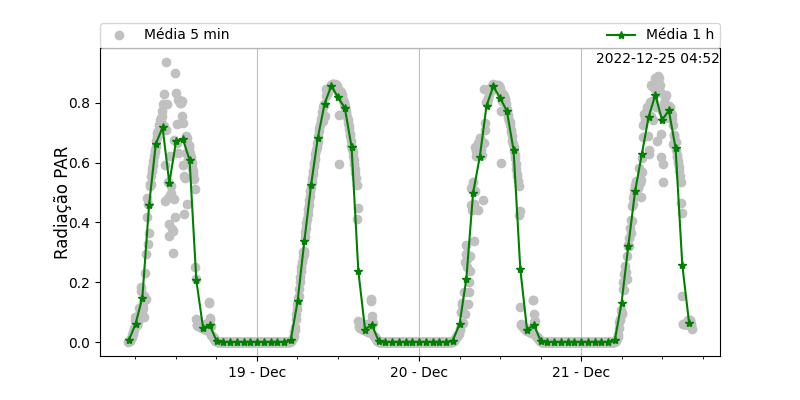 Média 5 min
Média 1 h
2022-12-25 04:52
Radiação PAR
0.8
0.6
0.4
0.2
0.0
19 - Dec
20 - Dec
21 - Dec